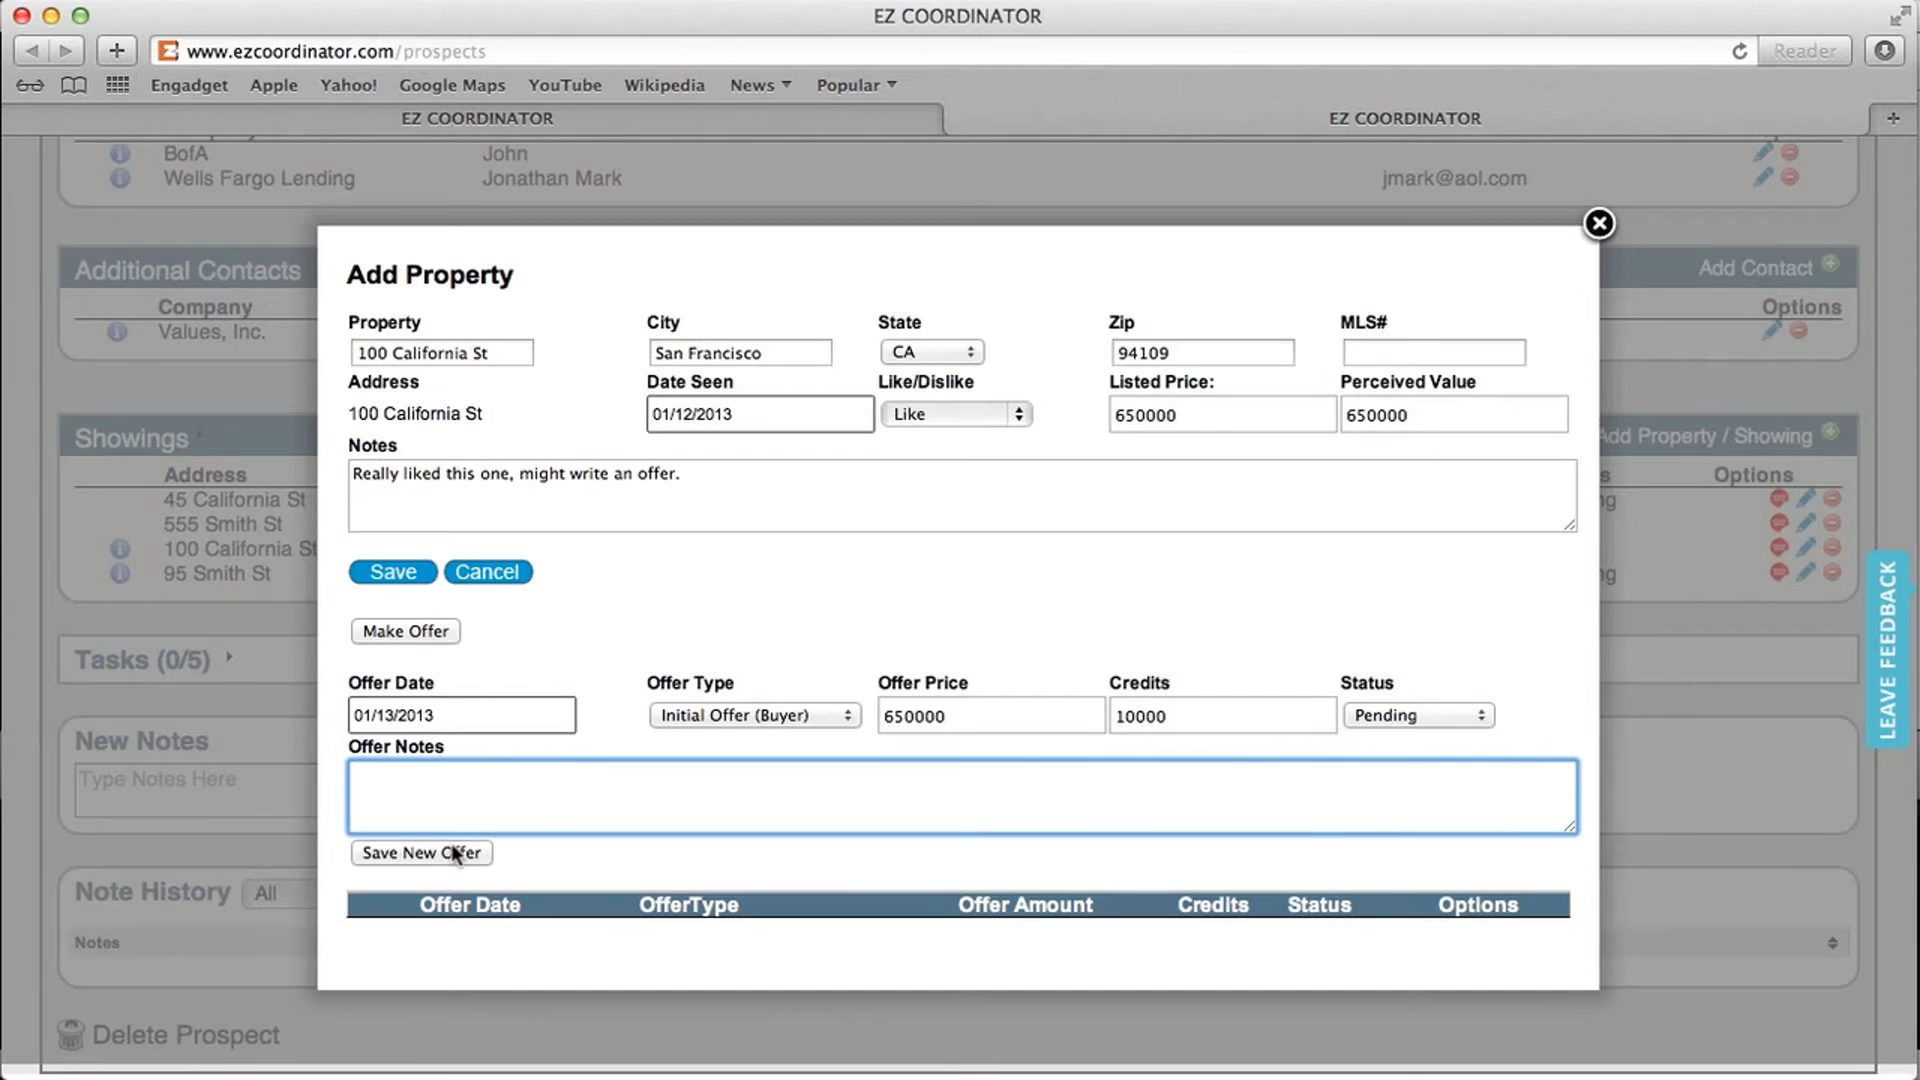 EZ COORDINATOR
www.ezcoordinator.com/prospects
Reader
Engadget Apple Yahoo! Google Maps YouTube Wikipedia News Popular
EZ COORDINATOR
EZ COORDINATOR
BofA John
Wells Fargo Lending Jonathan Mark jmark@aol.com
Additional Contacts Add Contact
Company Options
Values, Inc.
Showings Add Property / Showing
Address Options
45 California St
555 Smith St
100 California St
95 Smith St
Tasks (0/5)
New Notes
Type Notes Here
Note History All
Notes
Delete Prospect
LEAVE FEEDBACK
Add Property
Property City State Zip MLS#
100 California St San Francisco CA 94109
Address Date Seen Like/Dislike Listed Price: Perceived Value
100 California St 01/12/2013 Like 650000 650000
Notes
Really liked this one, might write an offer.
Save Cancel
Make Offer
Offer Date Offer Type Offer Price Credits Status
01/13/2013 Initial Offer (Buyer) 650000 10000 Pending
Offer Notes
Save New Offer
Offer Date OfferType Offer Amount Credits Status Options